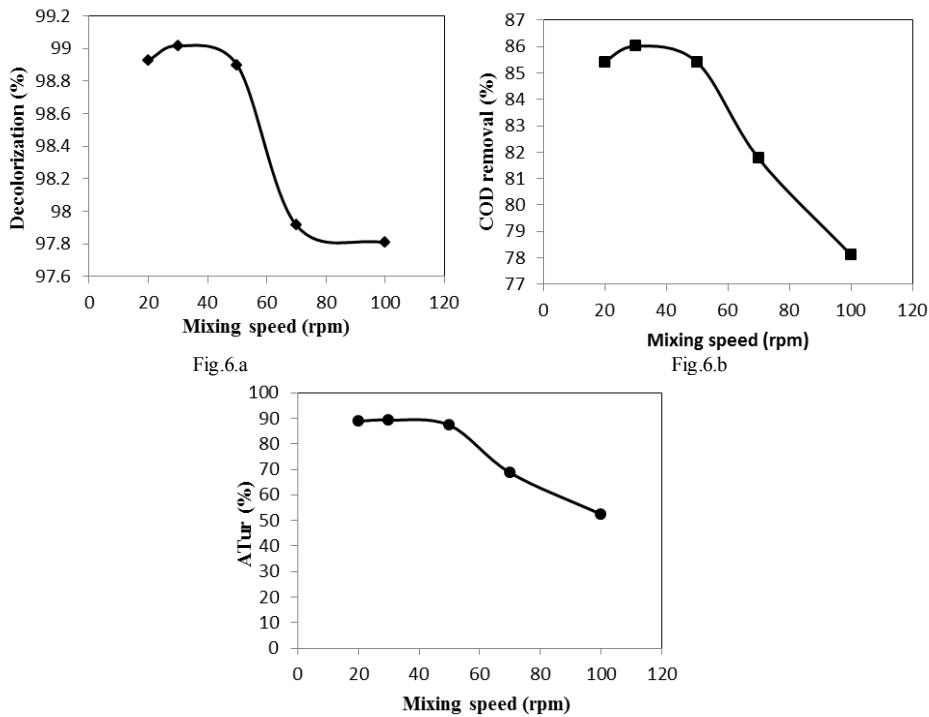 99.2
99
98.8
98.6
98.4
98.2
98
97.8
97.6
Decolorization (%)
0 20 40 60 80 100 120
Mixing speed (rpm)
Fig.6.a
87
86
85
84
83
82
81
80
79
78
77
COD removal (%)
0 20 40 60 80 100 120
Mixing speed (rpm)
Fig.6.b
100
90
80
70
60
50
40
30
20
10
0
ATur (%)
0 20 40 60 80 100 120
Mixing speed (rpm)